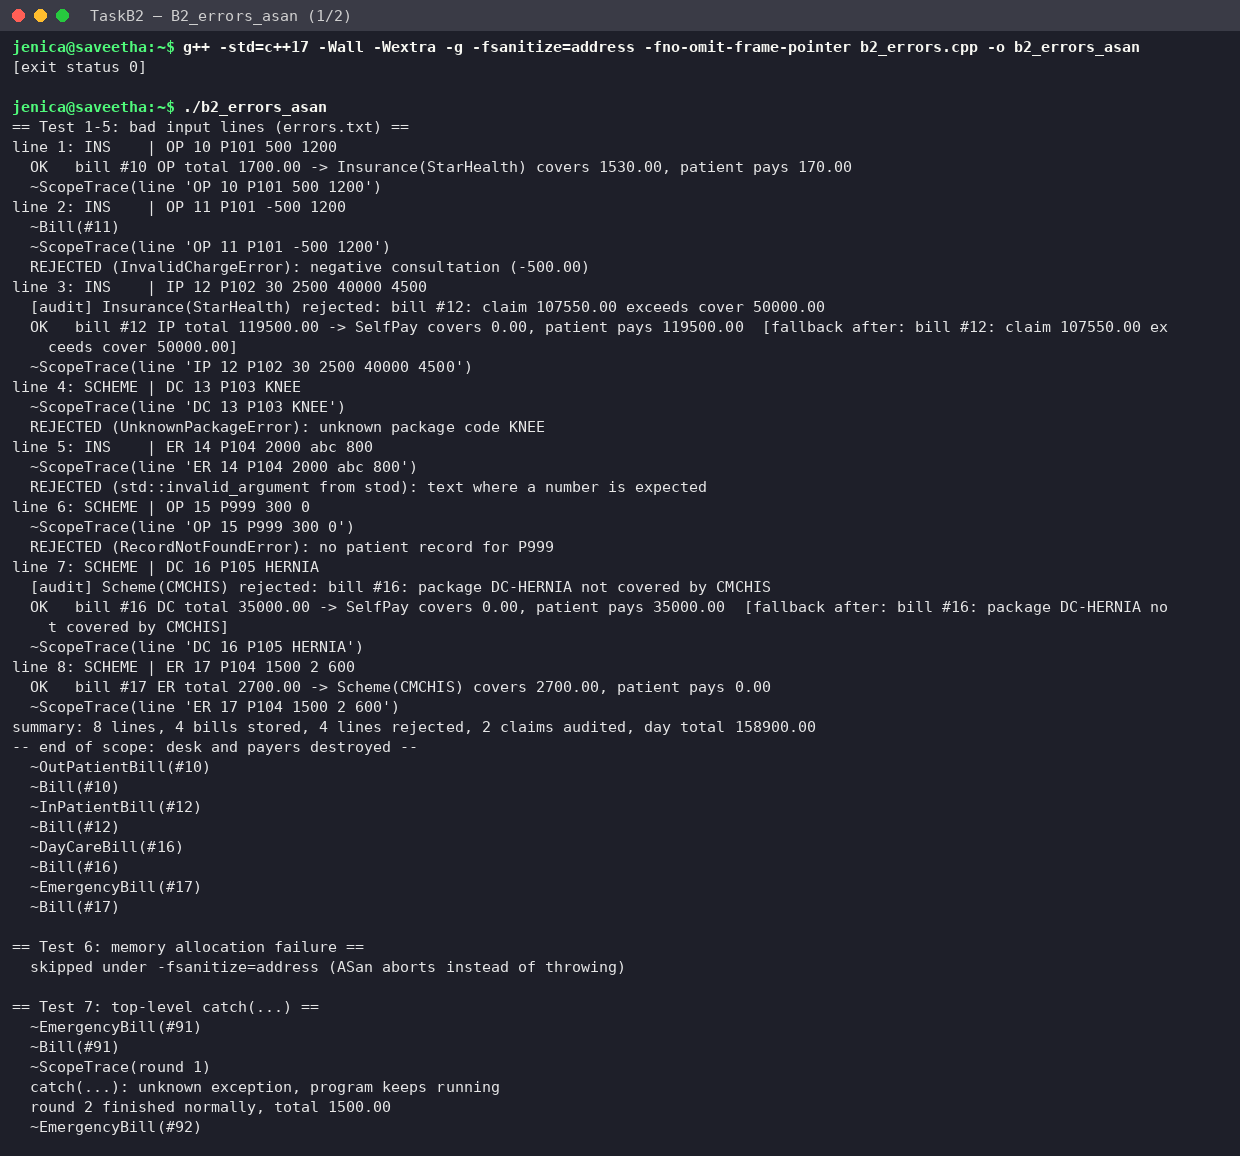 TaskB2 — B2_errors_asan (1/2)
jenica@saveetha:~$ g++ -std=c++17 -Wall -Wextra -g -fsanitize=address -fno-omit-frame-pointer b2_errors.cpp -o b2_errors_asan
[exit status 0]

jenica@saveetha:~$ ./b2_errors_asan
== Test 1-5: bad input lines (errors.txt) ==
line 1: INS    | OP 10 P101 500 1200
  OK   bill #10 OP total 1700.00 -> Insurance(StarHealth) covers 1530.00, patient pays 170.00
  ~ScopeTrace(line 'OP 10 P101 500 1200')
line 2: INS    | OP 11 P101 -500 1200
  ~Bill(#11)
  ~ScopeTrace(line 'OP 11 P101 -500 1200')
  REJECTED (InvalidChargeError): negative consultation (-500.00)
line 3: INS    | IP 12 P102 30 2500 40000 4500
  [audit] Insurance(StarHealth) rejected: bill #12: claim 107550.00 exceeds cover 50000.00
  OK   bill #12 IP total 119500.00 -> SelfPay covers 0.00, patient pays 119500.00  [fallback after: bill #12: claim 107550.00 ex
    ceeds cover 50000.00]
  ~ScopeTrace(line 'IP 12 P102 30 2500 40000 4500')
line 4: SCHEME | DC 13 P103 KNEE
  ~ScopeTrace(line 'DC 13 P103 KNEE')
  REJECTED (UnknownPackageError): unknown package code KNEE
line 5: INS    | ER 14 P104 2000 abc 800
  ~ScopeTrace(line 'ER 14 P104 2000 abc 800')
  REJECTED (std::invalid_argument from stod): text where a number is expected
line 6: SCHEME | OP 15 P999 300 0
  ~ScopeTrace(line 'OP 15 P999 300 0')
  REJECTED (RecordNotFoundError): no patient record for P999
line 7: SCHEME | DC 16 P105 HERNIA
  [audit] Scheme(CMCHIS) rejected: bill #16: package DC-HERNIA not covered by CMCHIS
  OK   bill #16 DC total 35000.00 -> SelfPay covers 0.00, patient pays 35000.00  [fallback after: bill #16: package DC-HERNIA no
    t covered by CMCHIS]
  ~ScopeTrace(line 'DC 16 P105 HERNIA')
line 8: SCHEME | ER 17 P104 1500 2 600
  OK   bill #17 ER total 2700.00 -> Scheme(CMCHIS) covers 2700.00, patient pays 0.00
  ~ScopeTrace(line 'ER 17 P104 1500 2 600')
summary: 8 lines, 4 bills stored, 4 lines rejected, 2 claims audited, day total 158900.00
-- end of scope: desk and payers destroyed --
  ~OutPatientBill(#10)
  ~Bill(#10)
  ~InPatientBill(#12)
  ~Bill(#12)
  ~DayCareBill(#16)
  ~Bill(#16)
  ~EmergencyBill(#17)
  ~Bill(#17)

== Test 6: memory allocation failure ==
  skipped under -fsanitize=address (ASan aborts instead of throwing)

== Test 7: top-level catch(...) ==
  ~EmergencyBill(#91)
  ~Bill(#91)
  ~ScopeTrace(round 1)
  catch(...): unknown exception, program keeps running
  round 2 finished normally, total 1500.00
  ~EmergencyBill(#92)